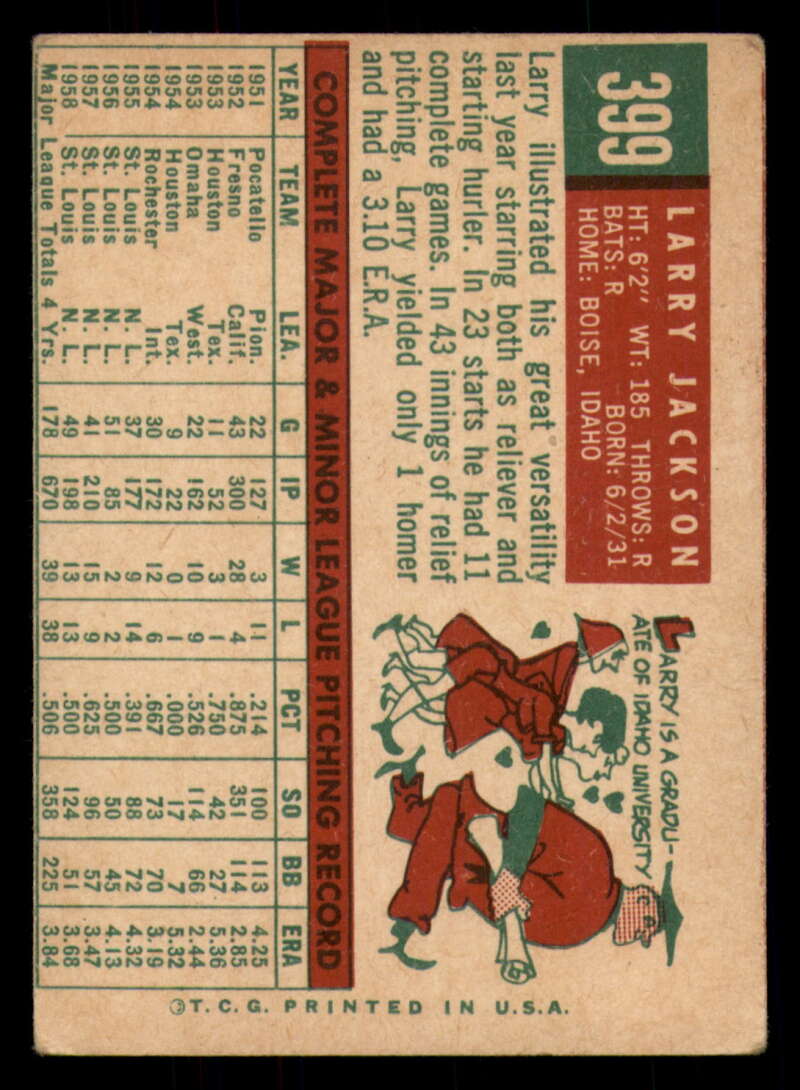 399
LARRY JACKSON
HT: 6'2" WT: 185 THROWS: R
BATS: R BORN: 6/2/31
HOME: BOISE, IDAHO
Larry illustrated his great versatility
last year starring both as reliever and
starting hurler. In 23 starts he had 11
complete games. In 43 innings of relief
pitching, Larry yielded only 1 homer
and had a 3.10 E.R.A.
LARRY IS A GRADU-
ATE OF IDAHO UNIVERSITY
COMPLETE MAJOR & MINOR LEAGUE PITCHING RECORD
YEAR TEAM LEA. G IP W L PCT SO BB ERA
1951 Pocatello Pion. 22 127 3 11 .214 100 113 4.25
1952 Fresno Calif. 43 300 28 4 .875 351 114 2.85
1953 Houston Tex. 11 52 3 1 .750 42 27 5.36
1953 Omaha West. 22 162 10 9 .526 114 66 2.44
1954 Houston Tex. 9 22 0 1 .000 17 7 5.32
1954 Rochester Int. 30 172 12 6 .667 73 70 3.19
1955 St. Louis N. L. 37 177 9 14 .391 88 72 4.32
1956 St. Louis N. L. 51 85 2 2 .500 50 45 4.13
1957 St. Louis N. L. 41 210 15 9 .625 96 57 3.47
1958 St. Louis N. L. 49 198 13 13 .500 124 51 3.68
Major League Totals 4 Yrs. 178 670 39 38 .506 358 225 3.84
©T. C. G. PRINTED IN U.S.A.